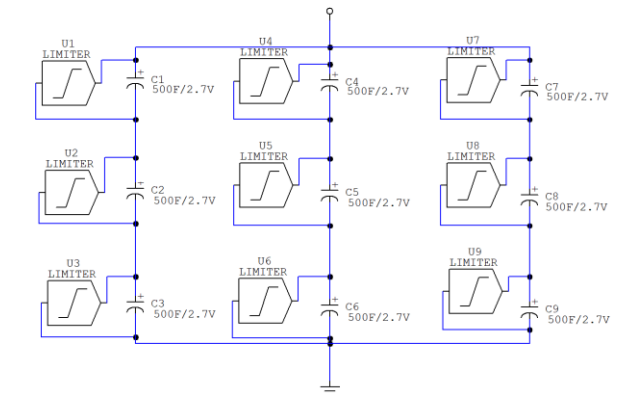 U1
LIMITER
C1
500F/2.7V
U4
LIMITER
C4
500F/2.7V
U7
LIMITER
C7
500F/2.7V
U2
LIMITER
C2
500F/2.7V
U5
LIMITER
C5
500F/2.7V
U8
LIMITER
C8
500F/2.7V
U3
LIMITER
C3
500F/2.7V
U6
LIMITER
C6
500F/2.7V
U9
LIMITER
C9
500F/2.7V